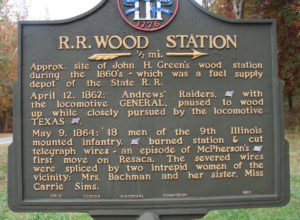 1776
R.R. WOOD STATION
½ mi.
Approx. site of John H. Green's wood station
during the 1860's - which was a fuel supply
depot of the State R.R.
April 12, 1862: Andrews' Raiders, with
the locomotive GENERAL, paused to wood
up while closely pursued by the locomotive
TEXAS
May 9, 1864: 18 men of the 9th Illinois
mounted infantry, burned station & cut
telegraph wires - an episode of McPherson's
first move on Resaca. The severed wires
were spliced by two intrepid women of the
vicinity: Mrs. Bachman and her sister, Miss
Carrie Sims.
GEORGIA HISTORICAL COMMISSION